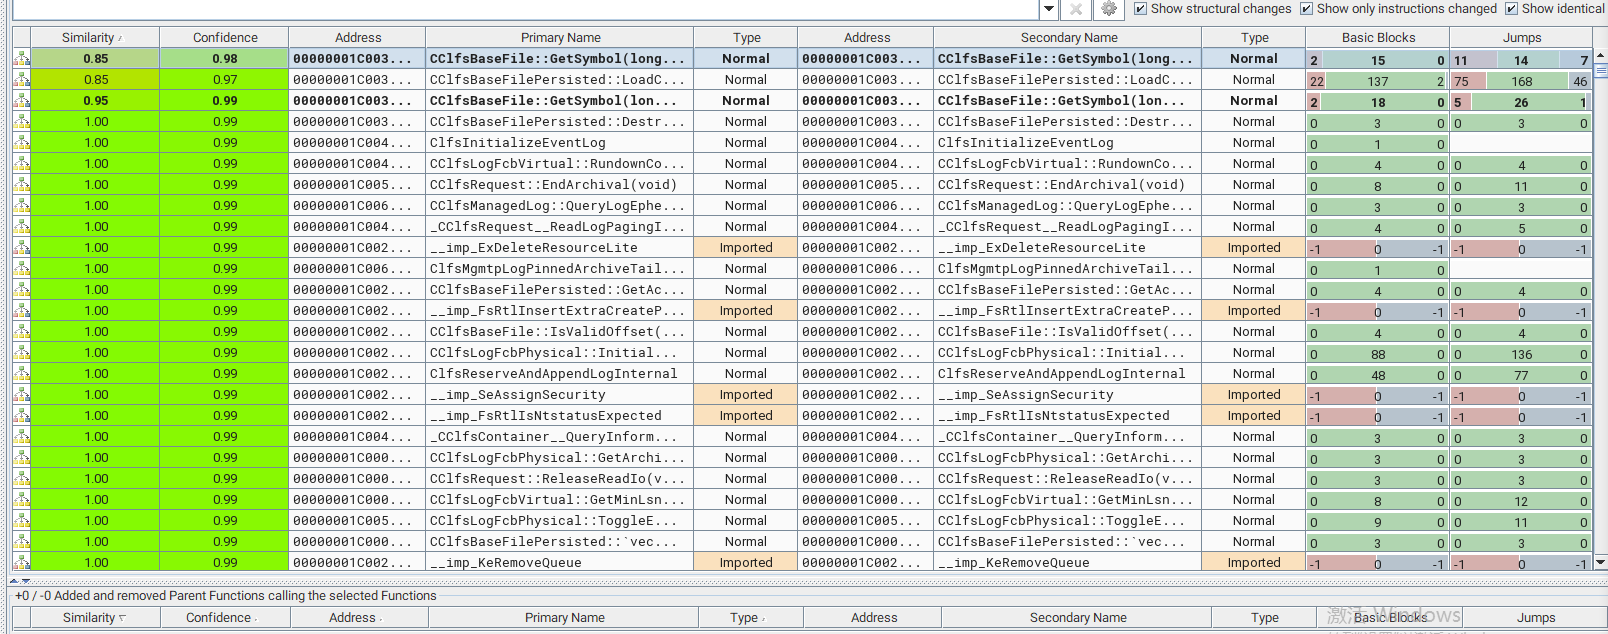 Show structural changes Show only instructions changed Show identical
Similarity Confidence Address Primary Name Type Address Secondary Name Type Basic Blocks Jumps
0.85 0.98 00000001C003... CClfsBaseFile::GetSymbol(long... Normal 00000001C003... CClfsBaseFile::GetSymbol(long... Normal 2 15 0 11 14 7
0.85 0.97 00000001C003... CClfsBaseFilePersisted::LoadC... Normal 00000001C003... CClfsBaseFilePersisted::LoadC... Normal 22 137 2 75 168 46
0.95 0.99 00000001C003... CClfsBaseFile::GetSymbol(lon... Normal 00000001C003... CClfsBaseFile::GetSymbol(lon... Normal 2 18 0 5 26 1
1.00 0.99 00000001C003... CClfsBaseFilePersisted::Destr... Normal 00000001C003... CClfsBaseFilePersisted::Destr... Normal 0 3 0 0 3 0
1.00 0.99 00000001C004... ClfsInitializeEventLog Normal 00000001C004... ClfsInitializeEventLog Normal 0 1 0
1.00 0.99 00000001C004... CClfsLogFcbVirtual::RundownCo... Normal 00000001C004... CClfsLogFcbVirtual::RundownCo... Normal 0 4 0 0 4 0
1.00 0.99 00000001C005... CClfsRequest::EndArchival(void) Normal 00000001C005... CClfsRequest::EndArchival(void) Normal 0 8 0 0 11 0
1.00 0.99 00000001C006... CClfsManagedLog::QueryLogEphe... Normal 00000001C006... CClfsManagedLog::QueryLogEphe... Normal 0 3 0 0 3 0
1.00 0.99 00000001C004... _CClfsRequest__ReadLogPagingI... Normal 00000001C004... _CClfsRequest__ReadLogPagingI... Normal 0 4 0 0 5 0
1.00 0.99 00000001C002... __imp_ExDeleteResourceLite Imported 00000001C002... __imp_ExDeleteResourceLite Imported -1 0 -1 -1 0 -1
1.00 0.99 00000001C006... ClfsMgmtpLogPinnedArchiveTail... Normal 00000001C006... ClfsMgmtpLogPinnedArchiveTail... Normal 0 1 0
1.00 0.99 00000001C002... CClfsBaseFilePersisted::GetAc... Normal 00000001C002... CClfsBaseFilePersisted::GetAc... Normal 0 4 0 0 4 0
1.00 0.99 00000001C002... __imp_FsRtlInsertExtraCreateP... Imported 00000001C002... __imp_FsRtlInsertExtraCreateP... Imported -1 0 -1 -1 0 -1
1.00 0.99 00000001C002... CClfsBaseFile::IsValidOffset(... Normal 00000001C002... CClfsBaseFile::IsValidOffset(... Normal 0 4 0 0 4 0
1.00 0.99 00000001C002... CClfsLogFcbPhysical::Initial... Normal 00000001C002... CClfsLogFcbPhysical::Initial... Normal 0 88 0 0 136 0
1.00 0.99 00000001C002... ClfsReserveAndAppendLogInternal Normal 00000001C002... ClfsReserveAndAppendLogInternal Normal 0 48 0 0 77 0
1.00 0.99 00000001C002... __imp_SeAssignSecurity Imported 00000001C002... __imp_SeAssignSecurity Imported -1 0 -1 -1 0 -1
1.00 0.99 00000001C002... __imp_FsRtlIsNtstatusExpected Imported 00000001C002... __imp_FsRtlIsNtstatusExpected Imported -1 0 -1 -1 0 -1
1.00 0.99 00000001C004... _CClfsContainer__QueryInform... Normal 00000001C004... _CClfsContainer__QueryInform... Normal 0 3 0 0 3 0
1.00 0.99 00000001C000... CClfsLogFcbPhysical::GetArchi... Normal 00000001C000... CClfsLogFcbPhysical::GetArchi... Normal 0 3 0 0 3 0
1.00 0.99 00000001C000... CClfsRequest::ReleaseReadIo(v... Normal 00000001C000... CClfsRequest::ReleaseReadIo(v... Normal 0 3 0 0 3 0
1.00 0.99 00000001C000... CClfsLogFcbVirtual::GetMinLsn... Normal 00000001C000... CClfsLogFcbVirtual::GetMinLsn... Normal 0 8 0 0 12 0
1.00 0.99 00000001C005... CClfsLogFcbPhysical::ToggleE... Normal 00000001C005... CClfsLogFcbPhysical::ToggleE... Normal 0 9 0 0 11 0
1.00 0.99 00000001C000... CClfsBaseFilePersisted::`vec... Normal 00000001C000... CClfsBaseFilePersisted::`vec... Normal 0 3 0 0 3 0
1.00 0.99 00000001C002... __imp_KeRemoveQueue Imported 00000001C002... __imp_KeRemoveQueue Imported -1 0 -1 -1 0 -1
+0 / -0 Added and removed Parent Functions calling the selected Functions
Similarity Confidence Address Primary Name Type Address Secondary Name Type Basic Blocks Jumps
激活 Windows